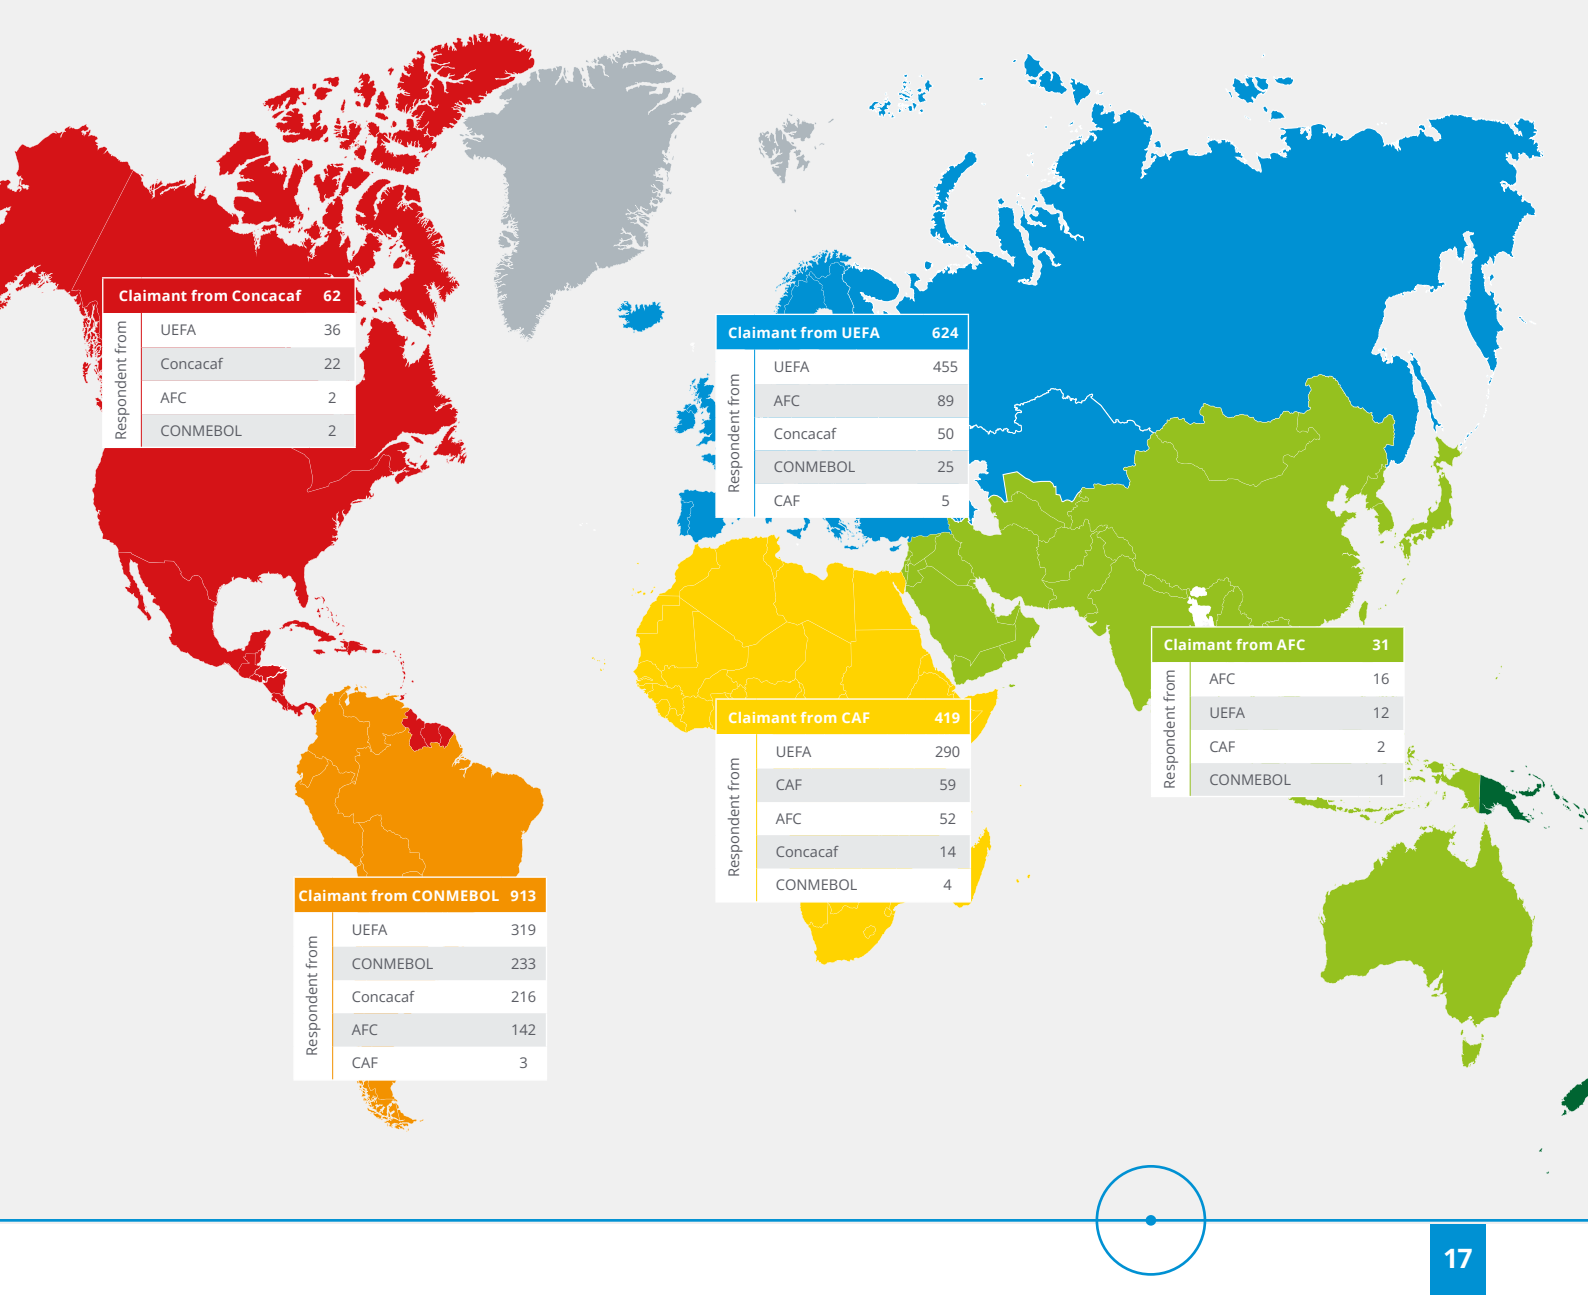 Claimant from Concacaf 62
Respondent from
UEFA 36
Concacaf 22
AFC 2
CONMEBOL 2
Claimant from UEFA 624
Respondent from
UEFA 455
AFC 89
Concacaf 50
CONMEBOL 25
CAF 5
Claimant from AFC 31
Respondent from
AFC 16
UEFA 12
CAF 2
CONMEBOL 1
Claimant from CAF 419
Respondent from
UEFA 290
CAF 59
AFC 52
Concacaf 14
CONMEBOL 4
Claimant from CONMEBOL 913
Respondent from
UEFA 319
CONMEBOL 233
Concacaf 216
AFC 142
CAF 3
17